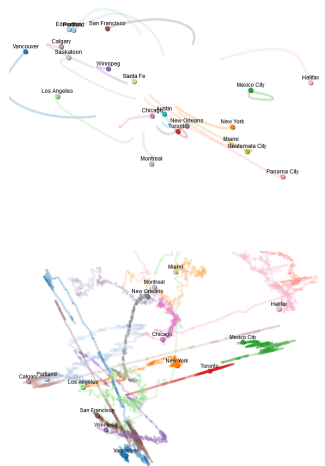 San Francisco
Portland
Vancouver
Calgary
Saskatoon
Winnipeg
Santa Fe
Halifax
Los Angeles
Mexico City
Chicago
Austin
New Orleans
Toronto
New York
Miami
Guatemala City
Montreal
Panama City
Miami
Montreal
New Orleans
Halifax
Chicago
Mexico City
New York
Toronto
Calgary
Portland
Los Angeles
San Francisco
Winnipeg
Vancouver